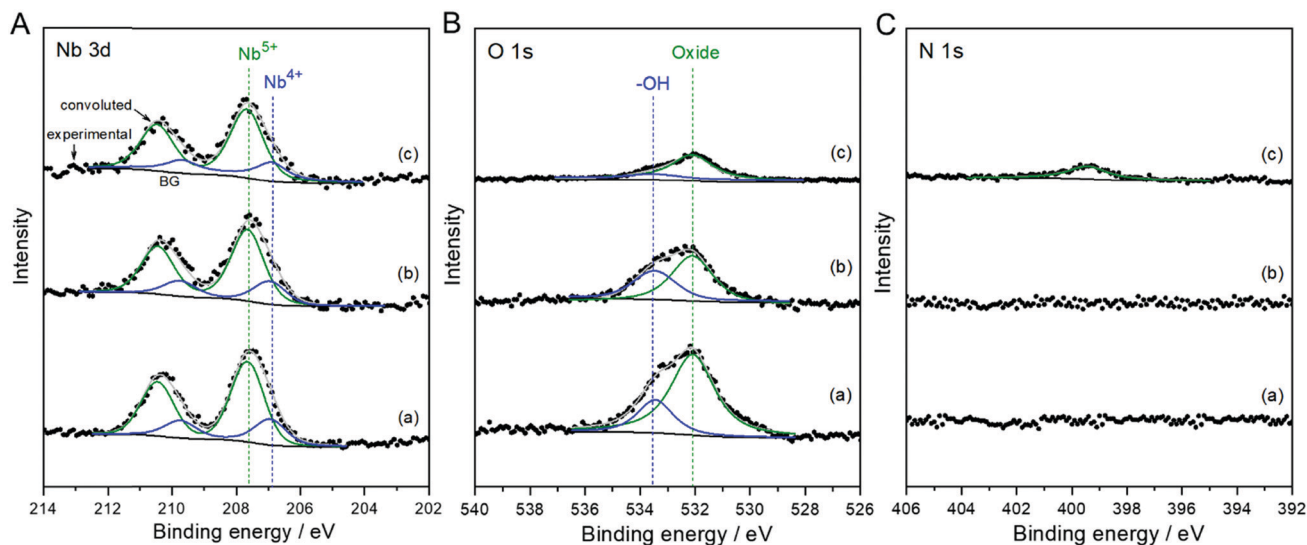 A
Nb 3d
Nb5+
Nb4+
convoluted
experimental
BG
(c)
(b)
(a)
Intensity
214 212 210 208 206 204 202
Binding energy / eV
B
O 1s
-OH
Oxide
(c)
(b)
(a)
Intensity
540 538 536 534 532 530 528 526
Binding energy / eV
C
N 1s
(c)
(b)
(a)
Intensity
406 404 402 400 398 396 394 392
Binding energy / eV